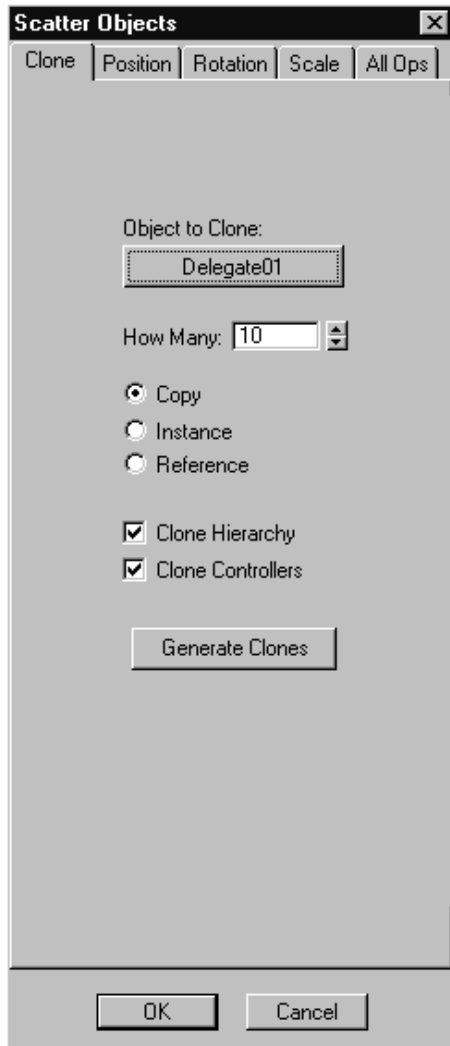 Scatter Objects
Clone Position Rotation Scale All Ops
Object to Clone:
Delegate01
How Many: 10
Copy
Instance
Reference
Clone Hierarchy
Clone Controllers
Generate Clones
OK Cancel